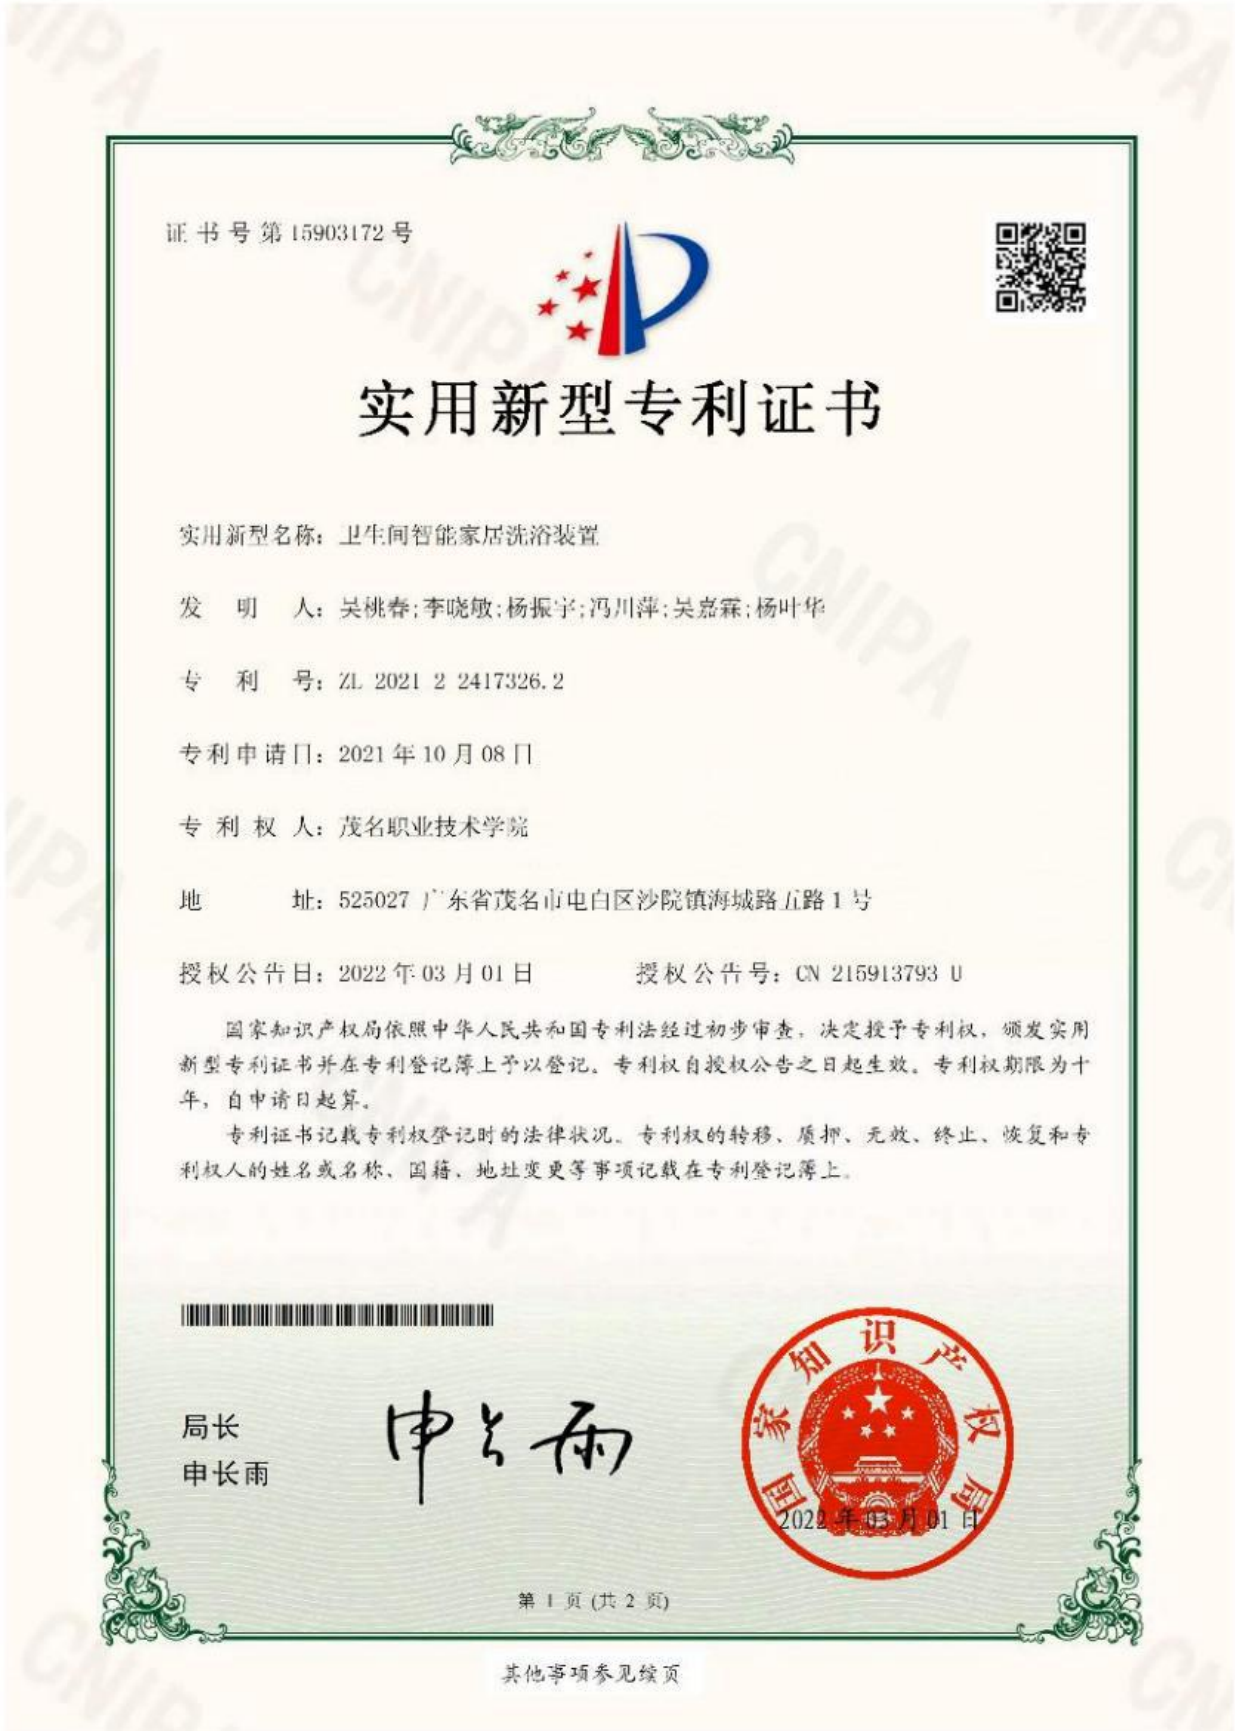 证书号第15903172号
实用新型专利证书
实用新型名称：卫生间智能家居洗浴装置
发明人：吴桃春;李晓敏;杨振宇;冯川萍;吴嘉霖;杨叶华
专利号：ZL 2021 2 2417326.2
专利申请日：2021年10月08日
专利权人：茂名职业技术学院
地址：525027 广东省茂名市电白区沙院镇海城路五路1号
授权公告日：2022年03月01日 授权公告号：CN 215913793 U
国家知识产权局依照中华人民共和国专利法经过初步审查，决定授予专利权，颁发实用
新型专利证书并在专利登记簿上予以登记。专利权自授权公告之日起生效。专利权期限为十
年，自申请日起算。
专利证书记载专利权登记时的法律状况。专利权的转移、质押、无效、终止、恢复和专
利权人的姓名或名称、国籍、地址变更等事项记载在专利登记簿上。
局长
申长雨
申长雨
国家知识产权局
2022年03月01日
第1页(共2页)
其他事项参见续页
CNIPA